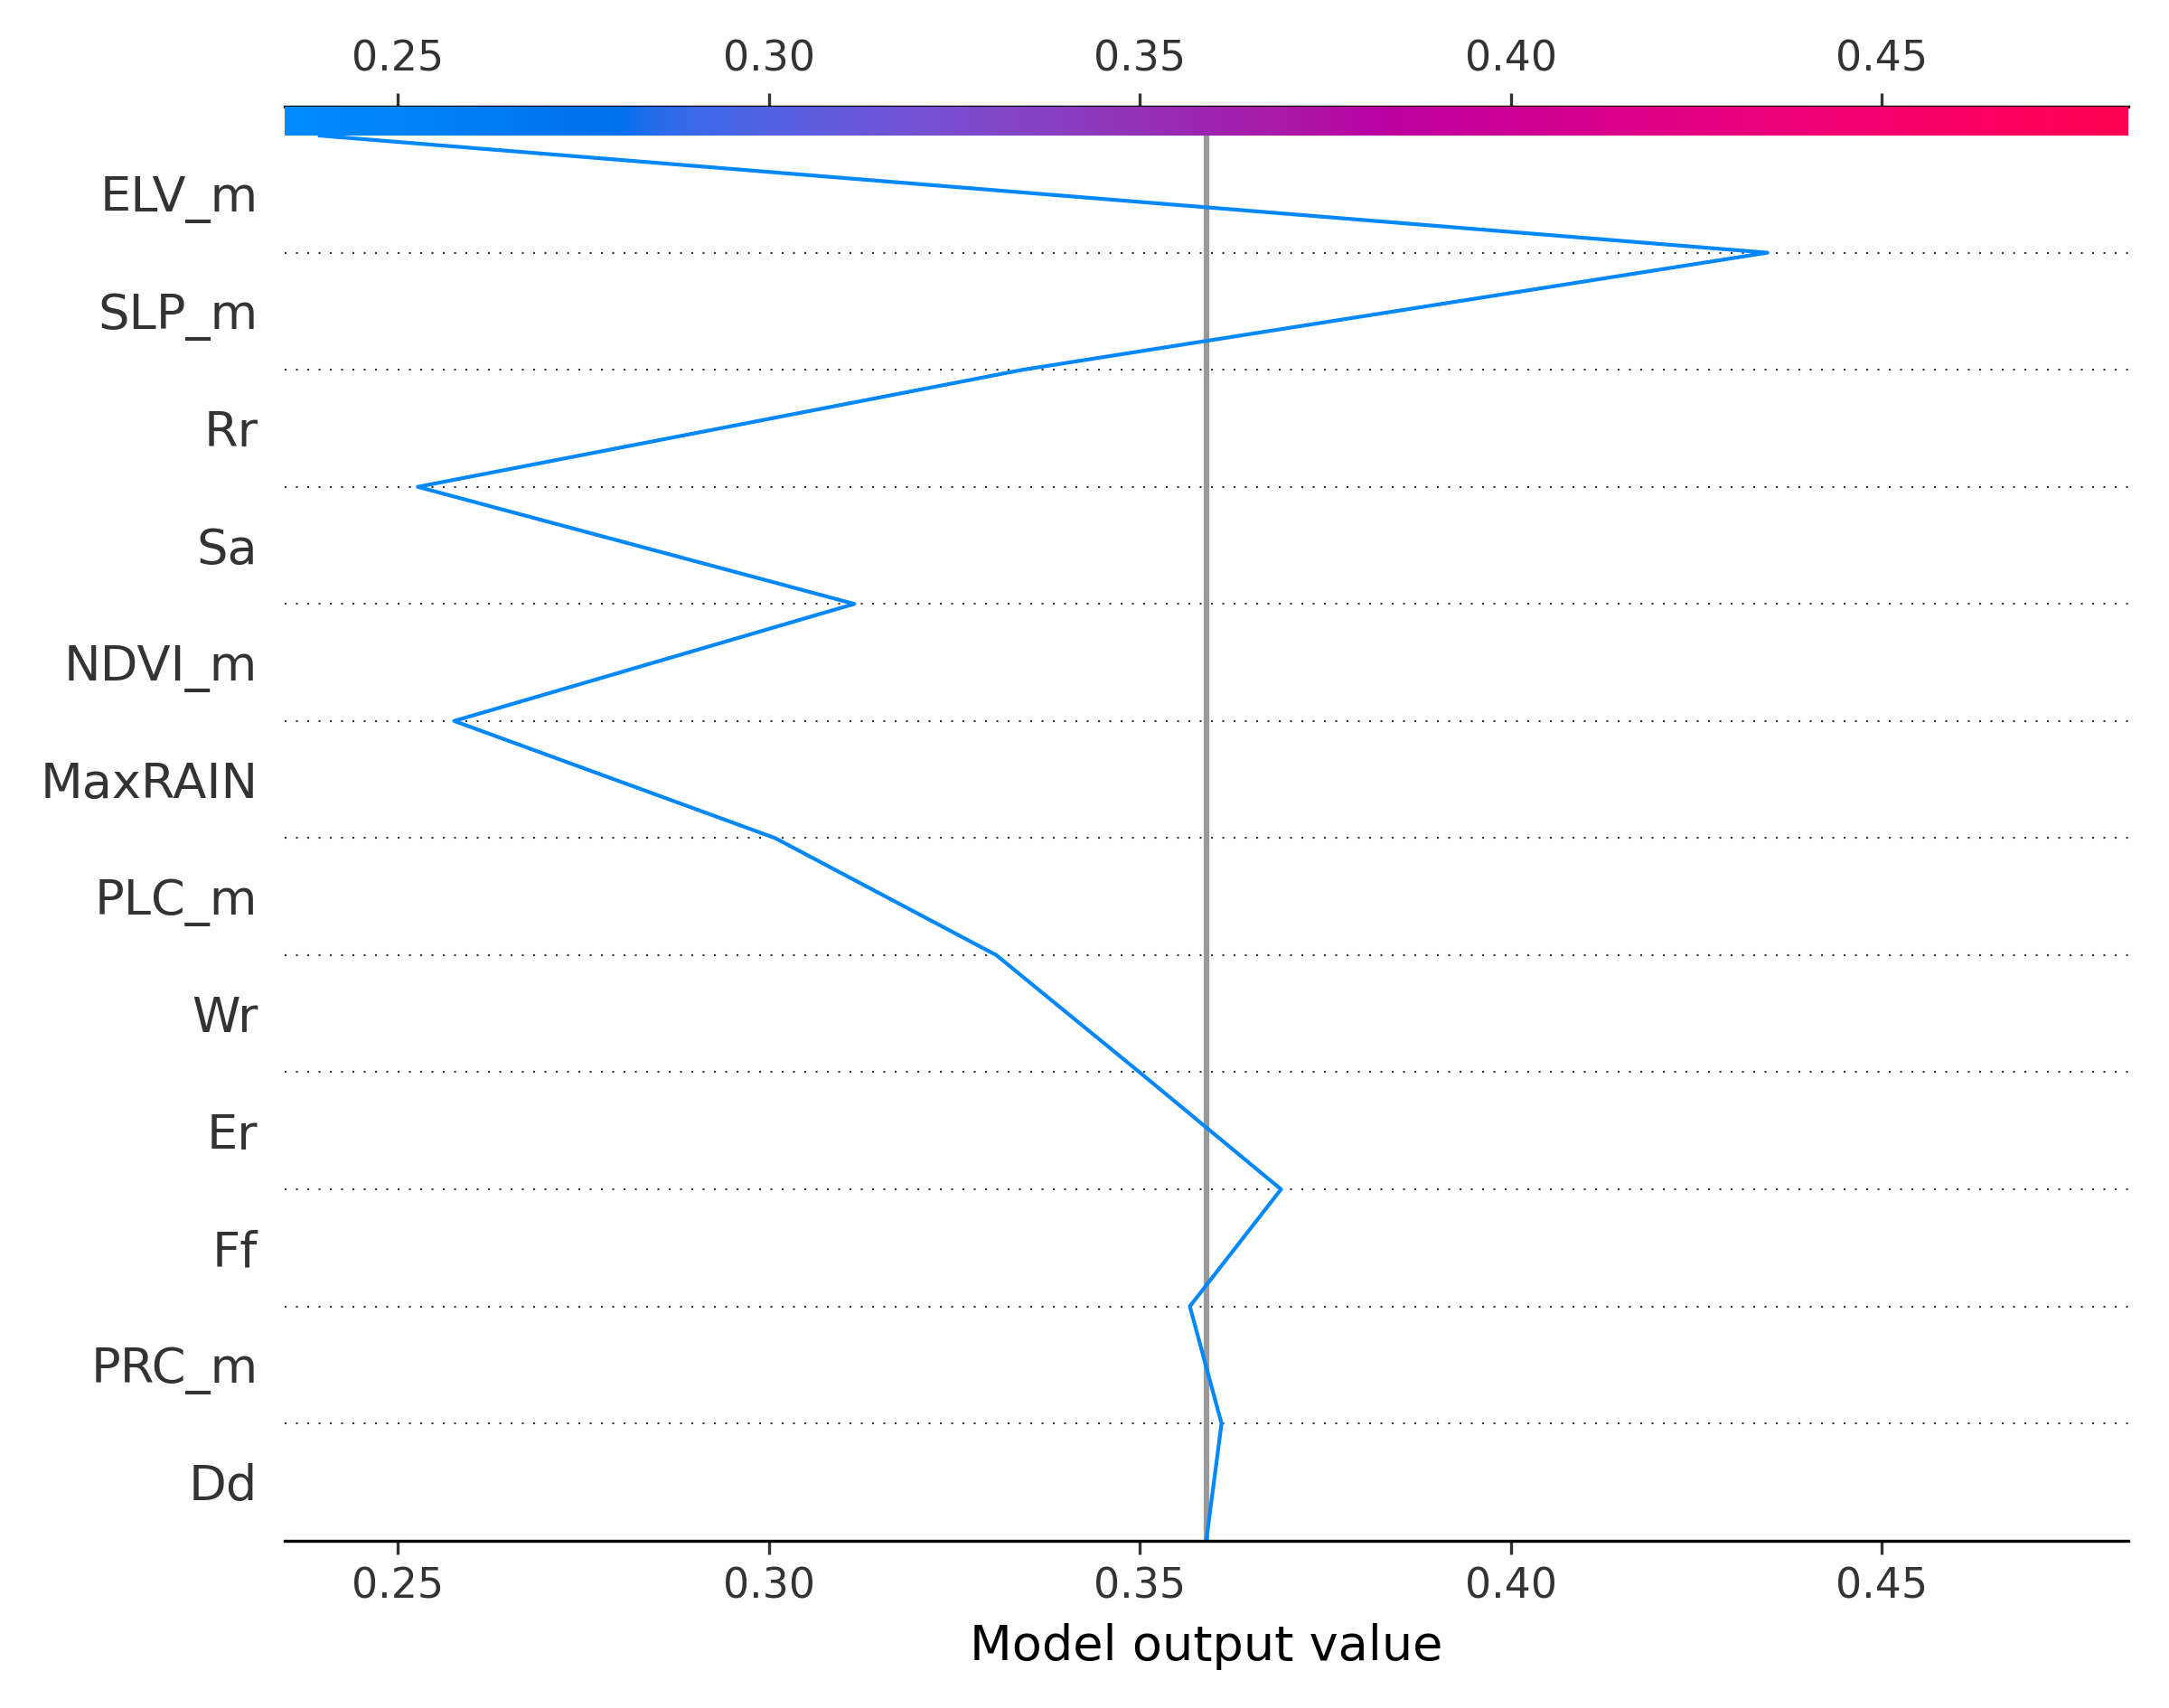 0.25 0.30 0.35 0.40 0.45
ELV_m
SLP_m
Rr
Sa
NDVI_m
MaxRAIN
PLC_m
Wr
Er
Ff
PRC_m
Dd
0.25 0.30 0.35 0.40 0.45
Model output value